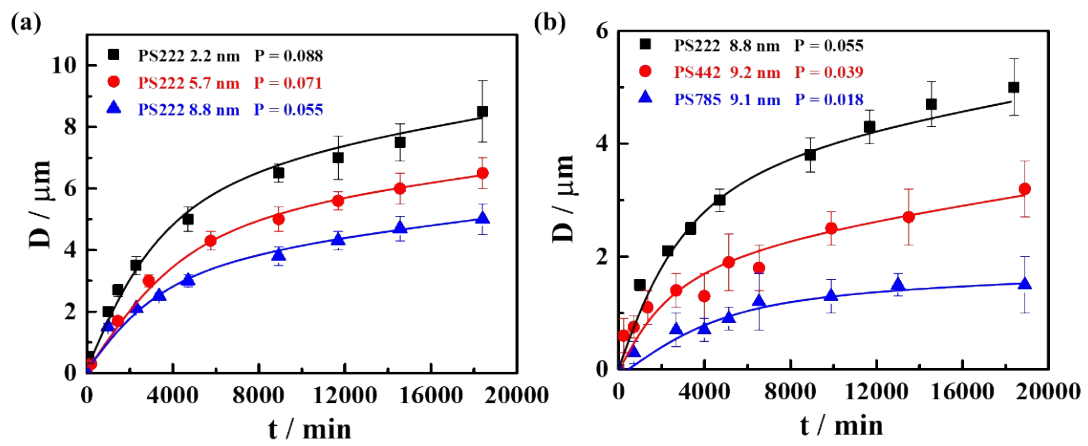 (a)
PS222 2.2 nm P = 0.088
PS222 5.7 nm P = 0.071
PS222 8.8 nm P = 0.055
D / μm
10
8
6
4
2
0
0 4000 8000 12000 16000 20000
t / min
(b)
PS222 8.8 nm P = 0.055
PS442 9.2 nm P = 0.039
PS785 9.1 nm P = 0.018
D / μm
6
4
2
0
0 4000 8000 12000 16000 20000
t / min